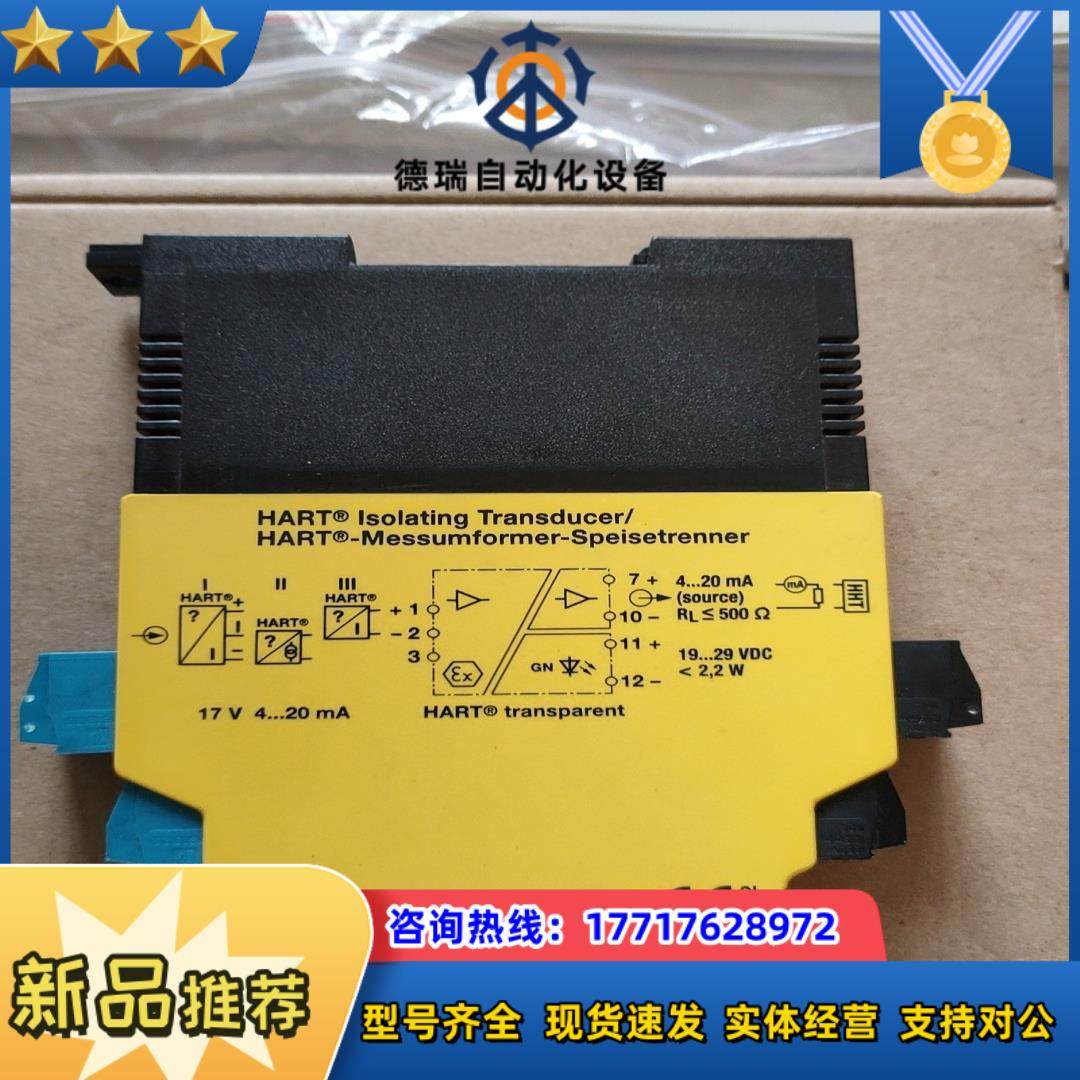 德瑞自动化设备
HART® Isolating Transducer/
HART®-Messumformer-Speisetrenner
I II III
HART® HART® HART®
? ? ?
I I I
+ 1
- 2
3
+
-
Ex
GN
7 +
10 -
11 +
12 -
4...20 mA
(source)
RL ≤ 500 Ω
mA
HHT
19...29 VDC
< 2,2 W
17 V 4...20 mA
HART® transparent
咨询热线：17717628972
新品推荐
型号齐全 现货速发 实体经营 支持对公